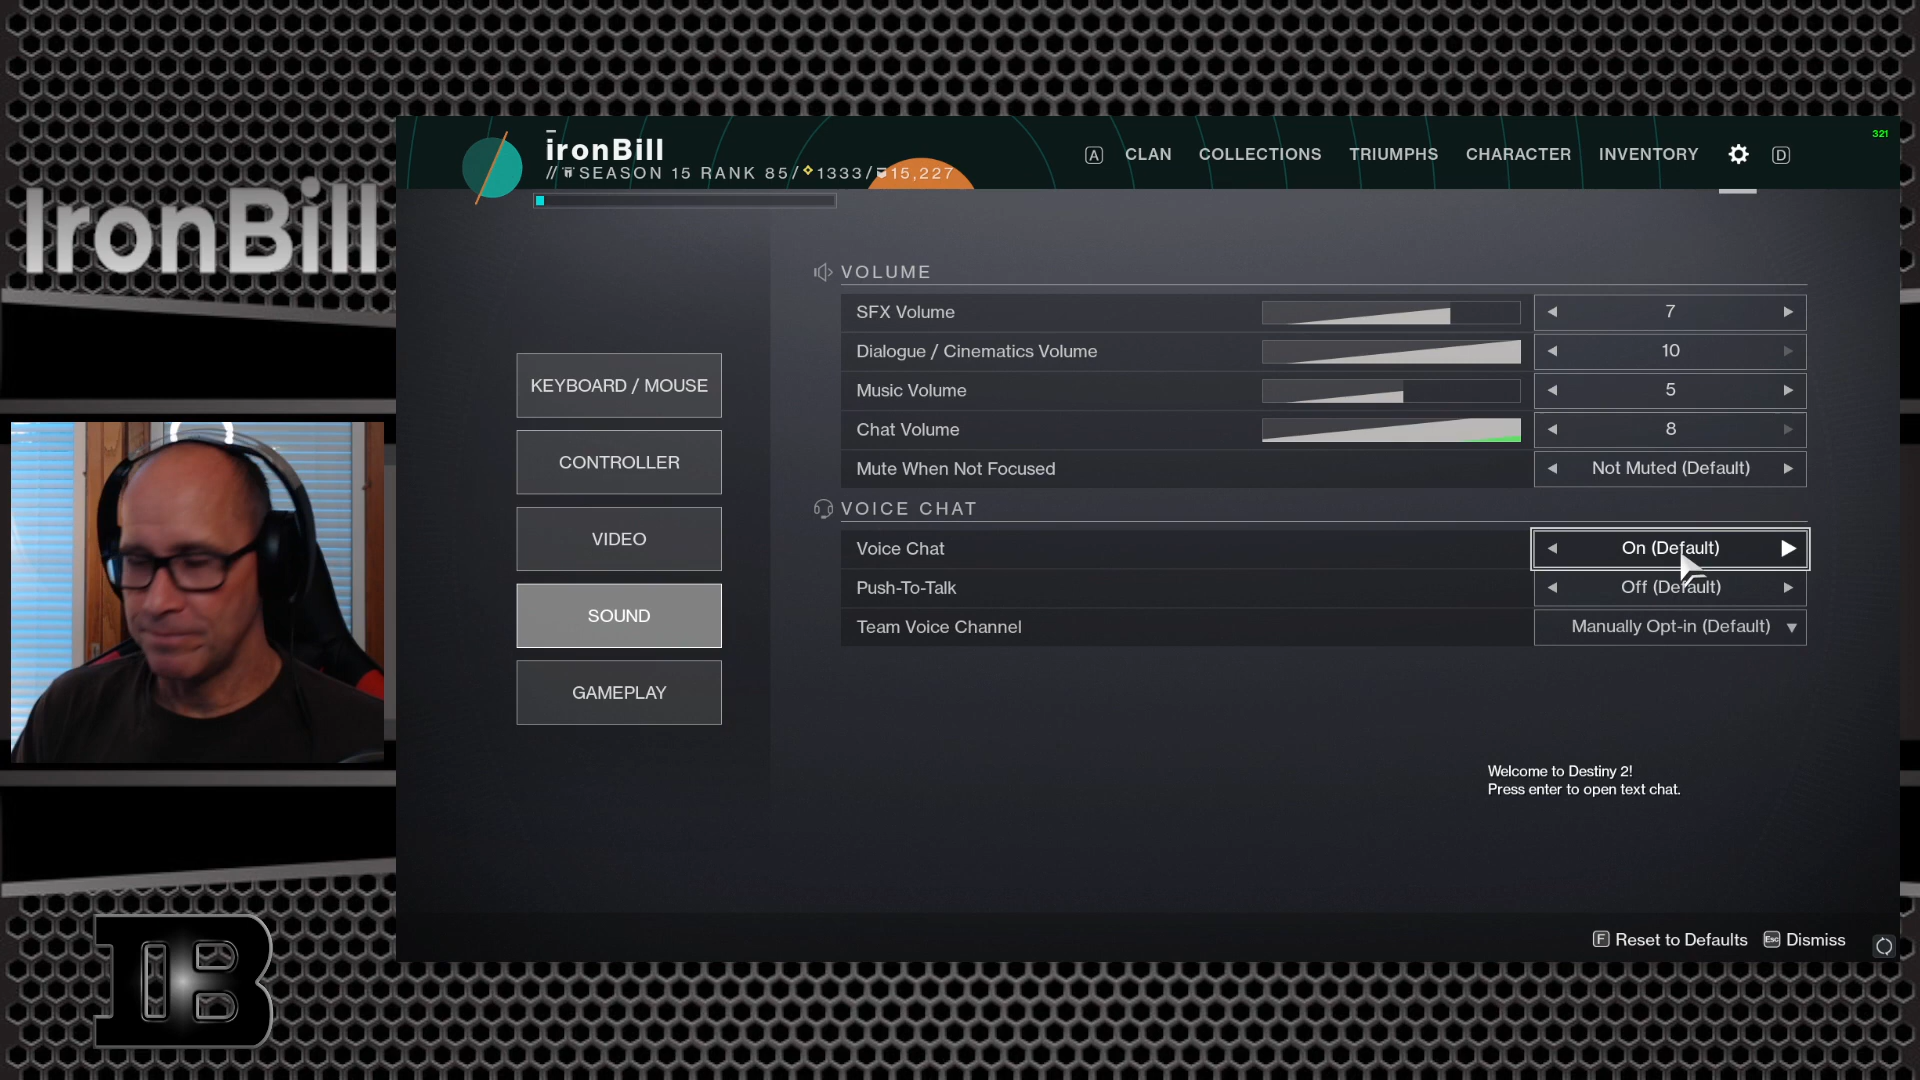 IronBill
IB
ironBill
// SEASON 15 RANK 85/ 1333/ 15,227
A CLAN COLLECTIONS TRIUMPHS CHARACTER INVENTORY D
321
KEYBOARD / MOUSE
CONTROLLER
VIDEO
SOUND
GAMEPLAY
VOLUME
SFX Volume 7
Dialogue / Cinematics Volume 10
Music Volume 5
Chat Volume 8
Mute When Not Focused Not Muted (Default)
VOICE CHAT
Voice Chat On (Default)
Push-To-Talk Off (Default)
Team Voice Channel Manually Opt-in (Default)
Welcome to Destiny 2!
Press enter to open text chat.
F Reset to Defaults Esc Dismiss